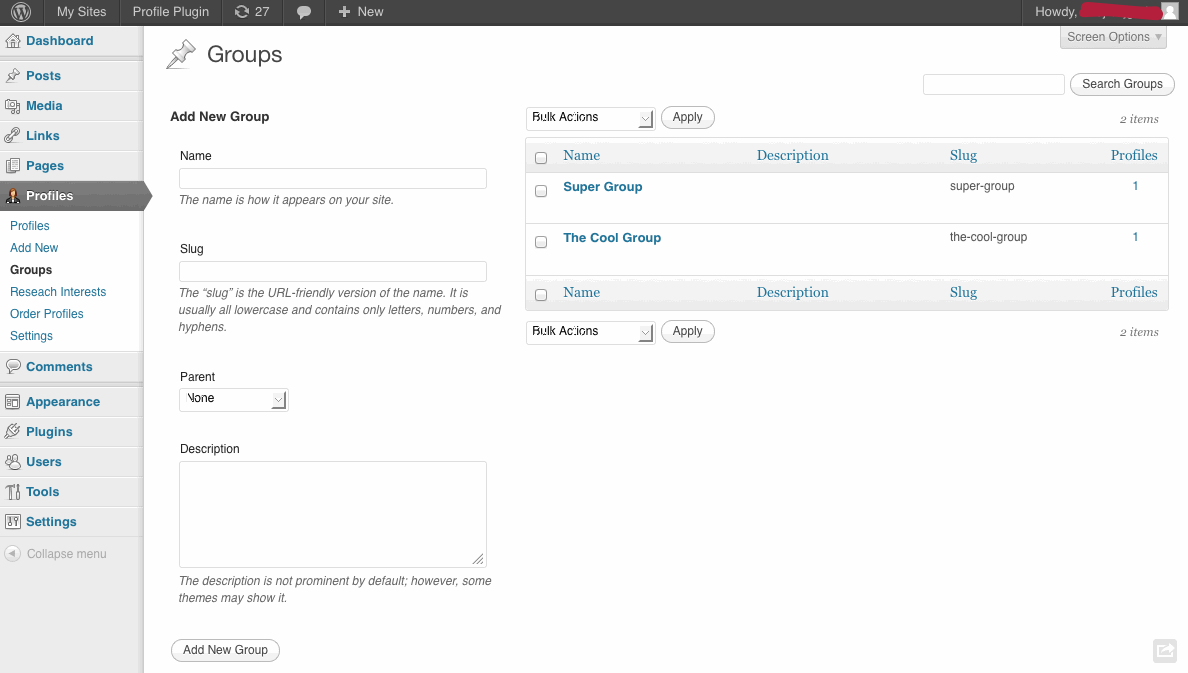 My Sites Profile Plugin 27 New Howdy,
Screen Options
Dashboard
Posts
Media
Links
Pages
Profiles
Profiles
Add New
Groups
Reseach Interests
Order Profiles
Settings
Comments
Appearance
Plugins
Users
Tools
Settings
Collapse menu
Groups
Search Groups
Add New Group
Name
The name is how it appears on your site.
Slug
The “slug” is the URL-friendly version of the name. It is
usually all lowercase and contains only letters, numbers, and
hyphens.
Parent
None
Description
The description is not prominent by default; however, some
themes may show it.
Add New Group
Bulk Actions Apply 2 items
Name Description Slug Profiles
Super Group super-group 1
The Cool Group the-cool-group 1
Name Description Slug Profiles
Bulk Actions Apply 2 items